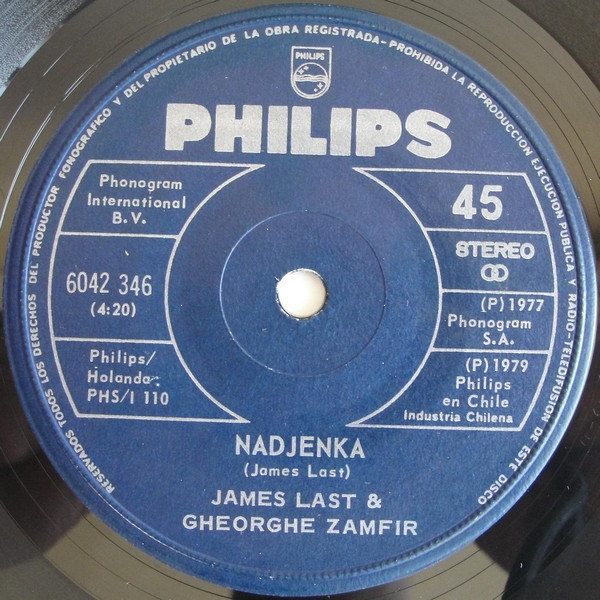 RESERVADOS TODOS LOS DERECHOS DEL PRODUCTOR FONOGRAFICO Y DEL PROPIETARIO DE LA OBRA REGISTRADA-PROHIBIDA LA REPRODUCCION EJECUCION PUBLICA Y RADIO-TELEDIFUSION DE ESTE DISCO
PHILIPS
PHILIPS
Phonogram
International
B.V.
6042 346
(4:20)
Philips/
Holanda
PHS/I 110
45
STEREO
(P) 1977
Phonogram
S.A.
(P) 1979
Philips
en Chile
Industria Chilena
NADJENKA
(James Last)
JAMES LAST &
GHEORGHE ZAMFIR